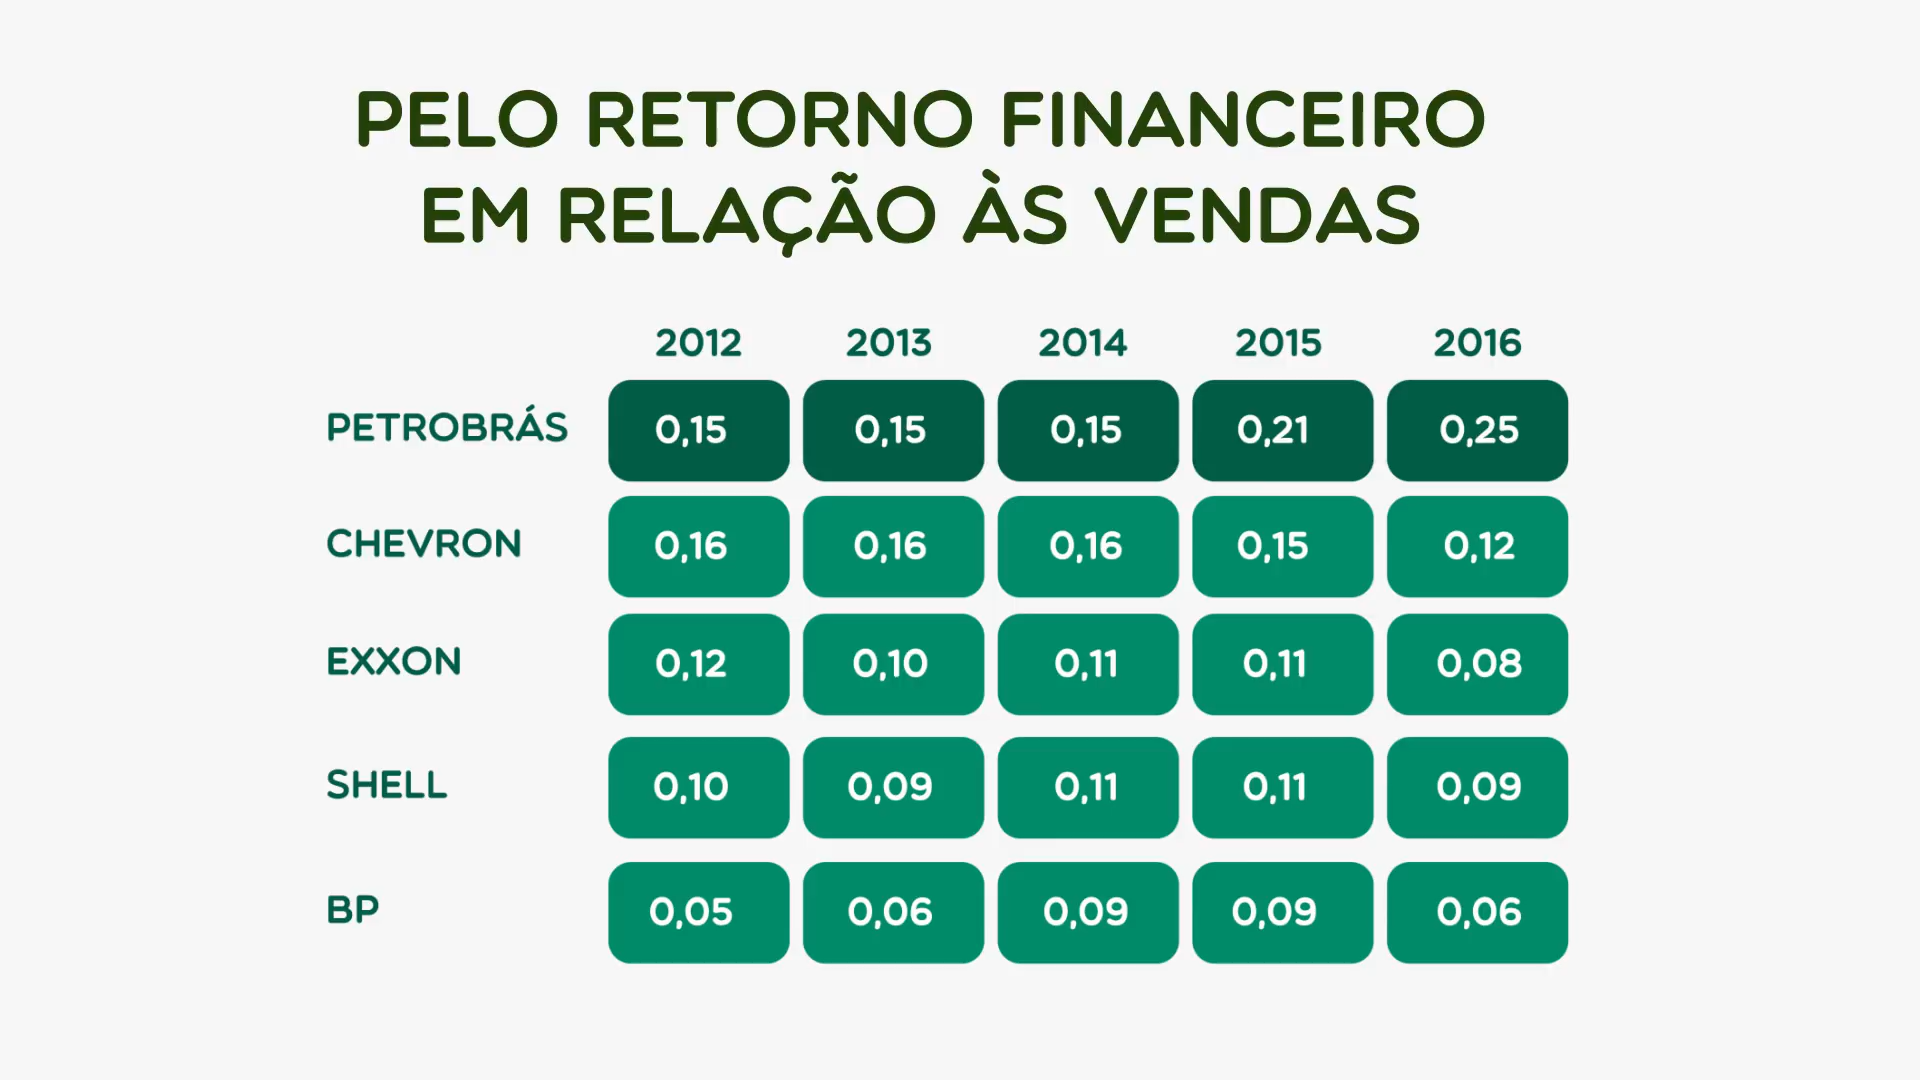 PELO RETORNO FINANCEIRO
EM RELAÇÃO ÀS VENDAS
2012 2013 2014 2015 2016
PETROBRÁS 0,15 0,15 0,15 0,21 0,25
CHEVRON 0,16 0,16 0,16 0,15 0,12
EXXON 0,12 0,10 0,11 0,11 0,08
SHELL 0,10 0,09 0,11 0,11 0,09
BP 0,05 0,06 0,09 0,09 0,06